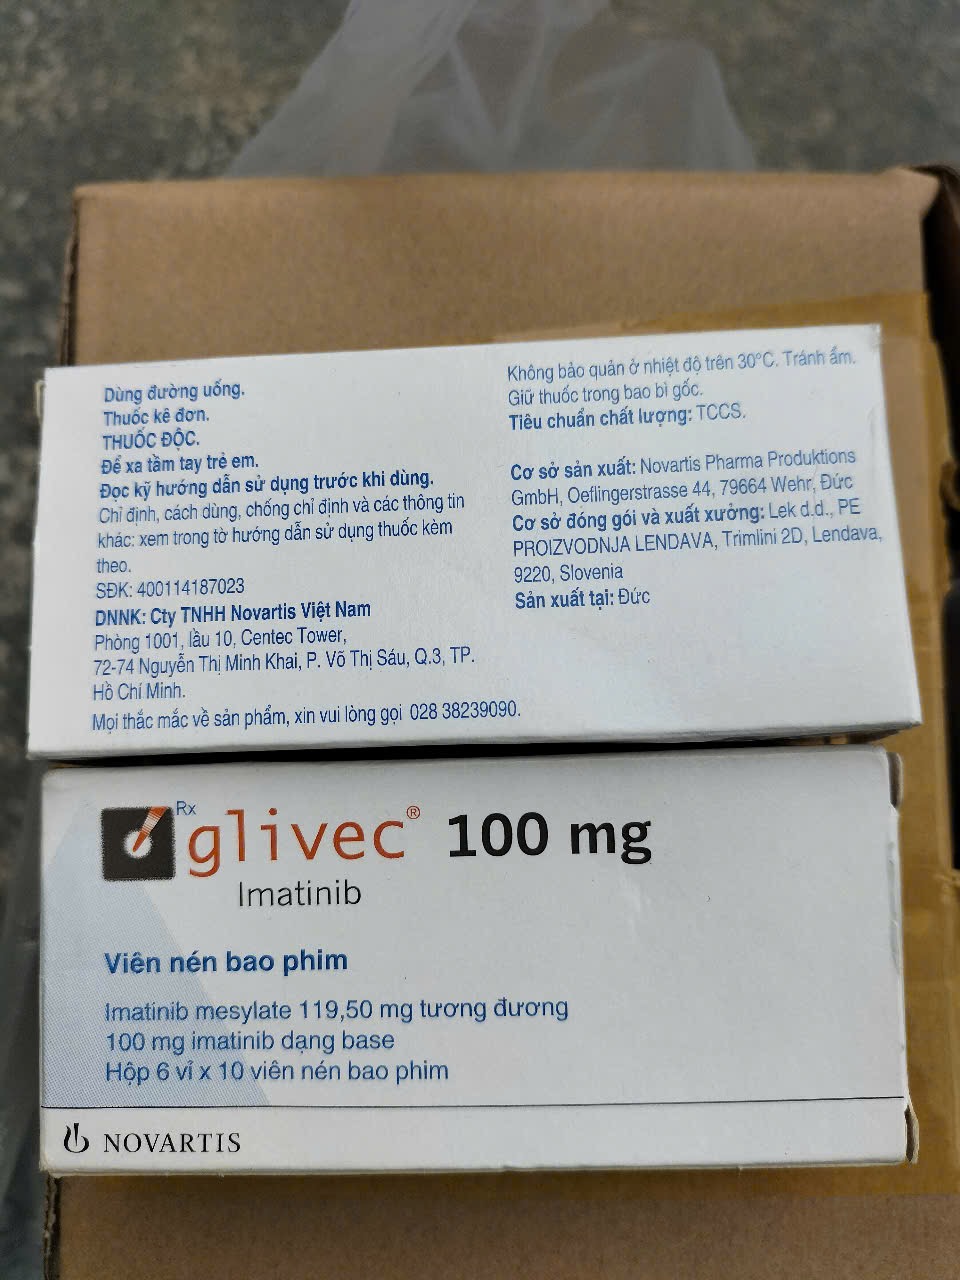 Dùng đường uống.
Thuốc kê đơn.
THUỐC ĐỘC.
Để xa tầm tay trẻ em.
Đọc kỹ hướng dẫn sử dụng trước khi dùng.
Chỉ định, cách dùng, chống chỉ định và các thông tin
khác: xem trong tờ hướng dẫn sử dụng thuốc kèm
theo.
SĐK: 400114187023
DNNK: Cty TNHH Novartis Việt Nam
Phòng 1001, lầu 10, Centec Tower,
72-74 Nguyễn Thị Minh Khai, P. Võ Thị Sáu, Q.3, TP.
Hồ Chí Minh.
Mọi thắc mắc về sản phẩm, xin vui lòng gọi 028 38239090.
Không bảo quản ở nhiệt độ trên 30°C. Tránh ẩm.
Giữ thuốc trong bao bì gốc.
Tiêu chuẩn chất lượng: TCCS.
Cơ sở sản xuất: Novartis Pharma Produktions
GmbH, Oeflingerstrasse 44, 79664 Wehr, Đức
Cơ sở đóng gói và xuất xưởng: Lek d.d., PE
PROIZVODNJA LENDAVA, Trimlini 2D, Lendava,
9220, Slovenia
Sản xuất tại: Đức
Rx glivec® 100 mg
Imatinib
Viên nén bao phim
Imatinib mesylate 119,50 mg tương đương
100 mg imatinib dạng base
Hộp 6 vỉ x 10 viên nén bao phim
NOVARTIS